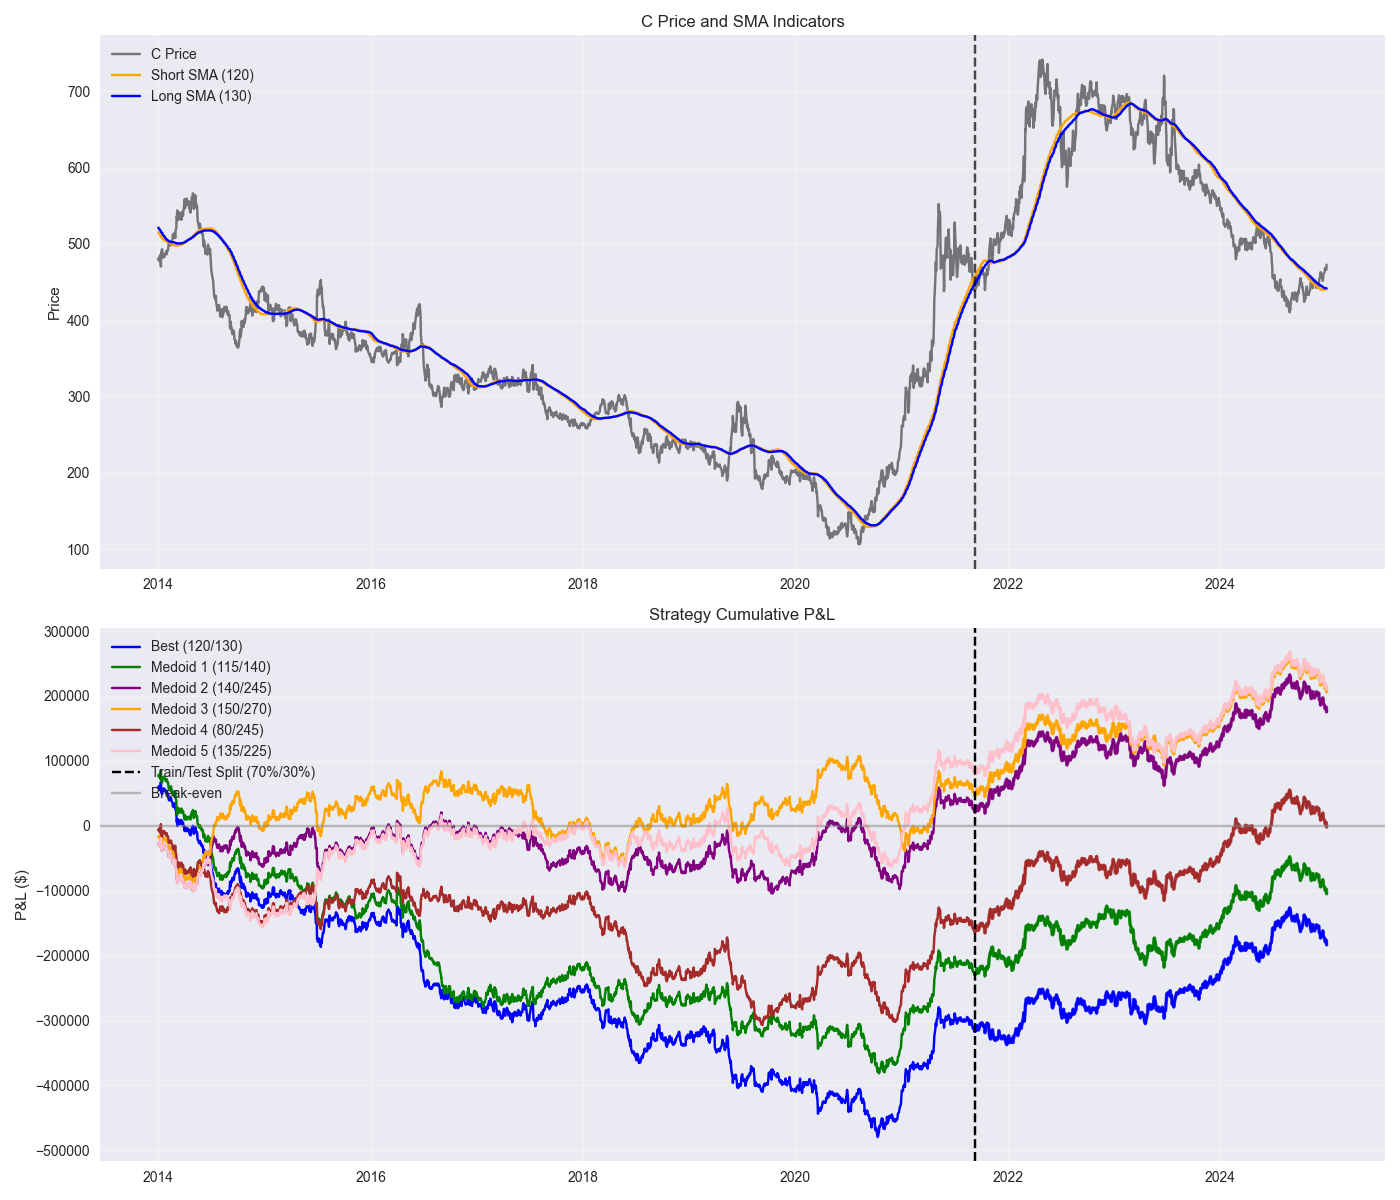 C Price and SMA Indicators
C Price
Short SMA (120)
Long SMA (130)
700
600
500
400
300
200
100
Price
2014
2016
2018
2020
2022
2024
Strategy Cumulative P&L
Best (120/130)
Medoid 1 (115/140)
Medoid 2 (140/245)
Medoid 3 (150/270)
Medoid 4 (80/245)
Medoid 5 (135/225)
Train/Test Split (70%/30%)
Break-even
300000
200000
100000
0
−100000
−200000
−300000
−400000
−500000
P&L ($)
2014
2016
2018
2020
2022
2024